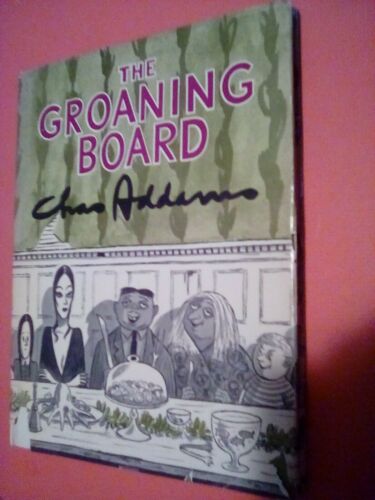 THE
GROANING
BOARD
Chas Addams